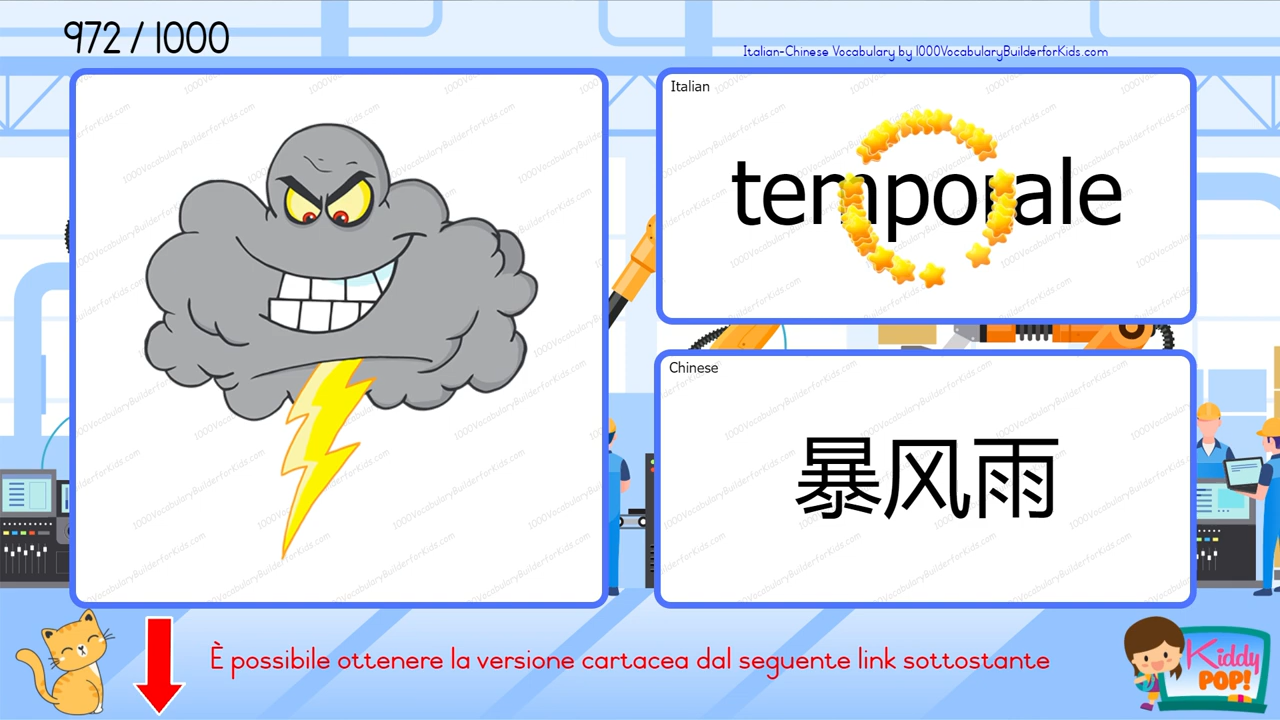 972 / 1000
Italian-Chinese Vocabulary by 1000VocabularyBuilderforKids.com
Italian
temporale
Chinese
暴风雨
È possibile ottenere la versione cartacea dal seguente link sottostante
Kiddy
POP!